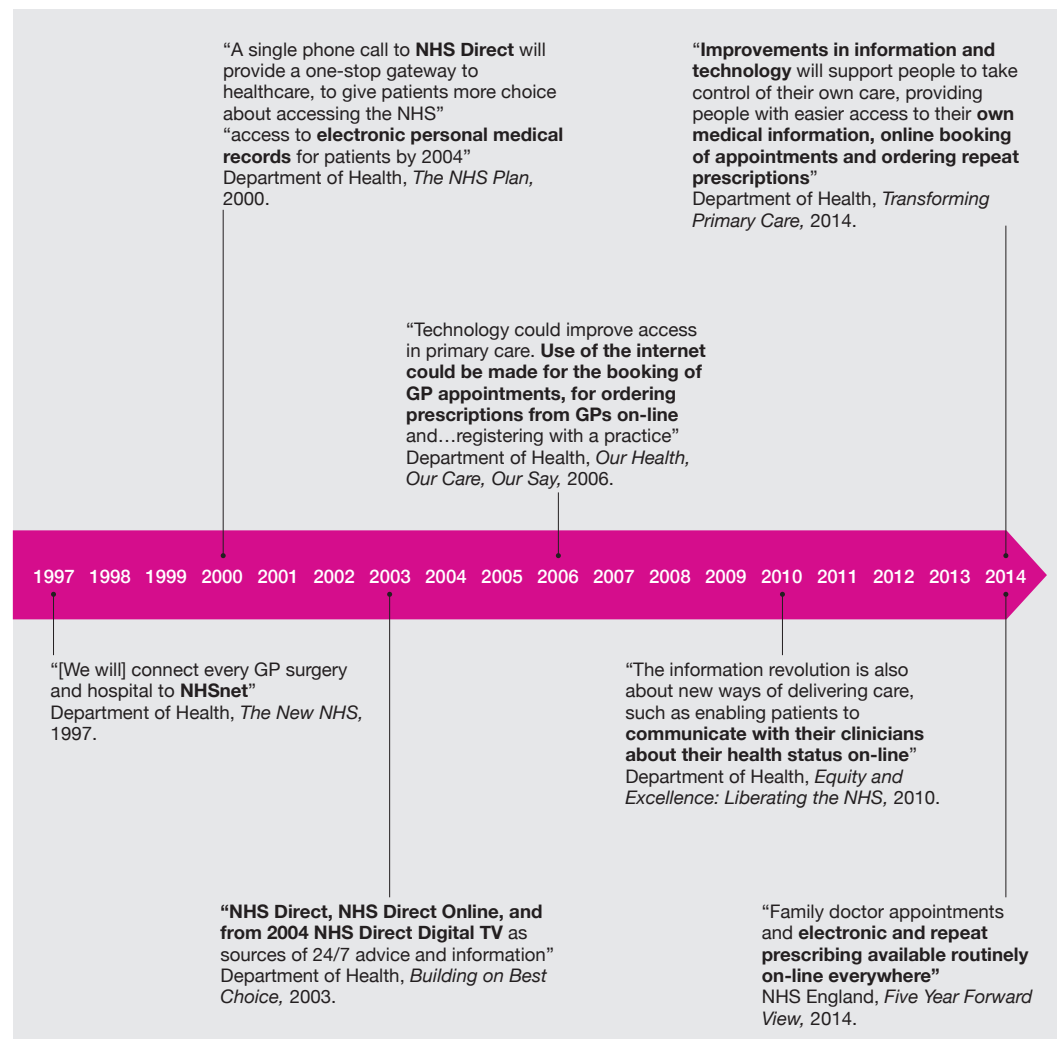 “A single phone call to NHS Direct will
provide a one-stop gateway to
healthcare, to give patients more choice
about accessing the NHS”
“access to electronic personal medical
records for patients by 2004”
Department of Health, The NHS Plan,
2000.
“Improvements in information and
technology will support people to take
control of their own care, providing
people with easier access to their own
medical information, online booking
of appointments and ordering repeat
prescriptions”
Department of Health, Transforming
Primary Care, 2014.
“Technology could improve access
in primary care. Use of the internet
could be made for the booking of
GP appointments, for ordering
prescriptions from GPs on-line
and…registering with a practice”
Department of Health, Our Health,
Our Care, Our Say, 2006.
1997 1998 1999 2000 2001 2002 2003 2004 2005 2006 2007 2008 2009 2010 2011 2012 2013 2014
“[We will] connect every GP surgery
and hospital to NHSnet”
Department of Health, The New NHS,
1997.
“The information revolution is also
about new ways of delivering care,
such as enabling patients to
communicate with their clinicians
about their health status on-line”
Department of Health, Equity and
Excellence: Liberating the NHS, 2010.
“NHS Direct, NHS Direct Online, and
from 2004 NHS Direct Digital TV as
sources of 24/7 advice and information”
Department of Health, Building on Best
Choice, 2003.
“Family doctor appointments
and electronic and repeat
prescribing available routinely
on-line everywhere”
NHS England, Five Year Forward
View, 2014.